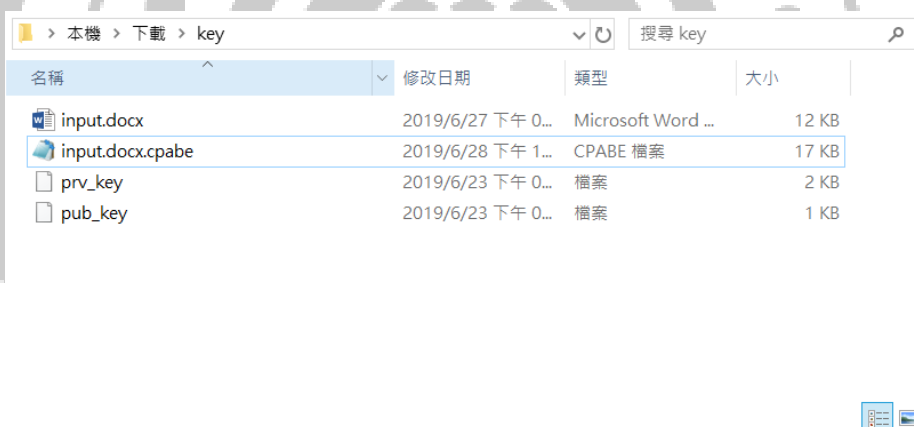 本機 > 下載 > key 搜尋 key
名稱 修改日期 類型 大小
input.docx 2019/6/27 下午 0... Microsoft Word ... 12 KB
input.docx.cpabe 2019/6/28 下午 1... CPABE 檔案 17 KB
prv_key 2019/6/23 下午 0... 檔案 2 KB
pub_key 2019/6/23 下午 0... 檔案 1 KB